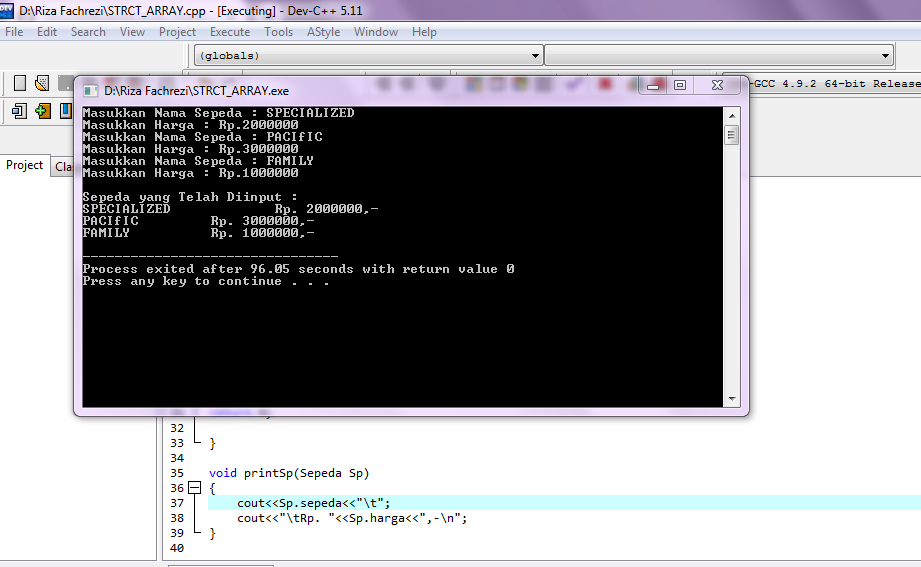 D:\Riza Fachrezi\STRCT_ARRAY.cpp - [Executing] - Dev-C++ 5.11
File Edit Search View Project Execute Tools AStyle Window Help
(globals)
D:\Riza Fachrezi\STRCT_ARRAY.exe
-GCC 4.9.2 64-bit Release
Project
Masukkan Nama Sepeda : SPECIALIZED
Masukkan Harga : Rp.2000000
Masukkan Nama Sepeda : PACIfIC
Masukkan Harga : Rp.3000000
Masukkan Nama Sepeda : FAMILY
Masukkan Harga : Rp.1000000
Sepeda yang Telah Diinput :
SPECIALIZED Rp. 2000000,-
PACIfIC Rp. 3000000,-
FAMILY Rp. 1000000,-
--------------------------------
Process exited after 96.05 seconds with return value 0
Press any key to continue . . .
32
33 }
34
35 void printSp(Sepeda Sp)
36 {
37 cout<<Sp.sepeda<<"\t";
38 cout<<"\tRp. "<<Sp.harga<<",-\n";
39 }
40